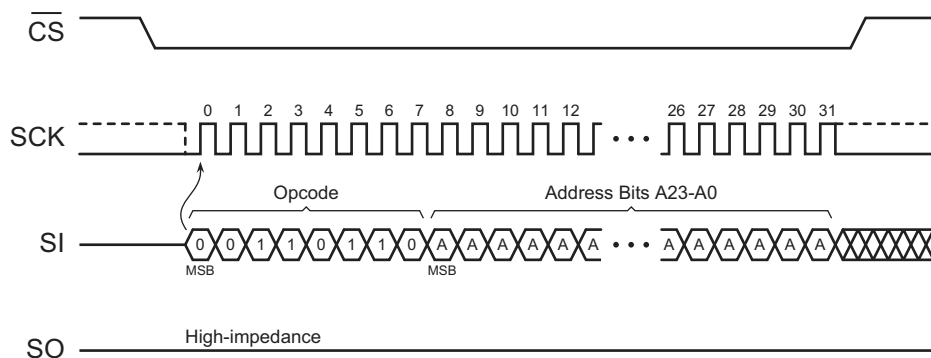 CS
0 1 2 3 4 5 6 7 8 9 10 11 12 26 27 28 29 30 31
SCK
Opcode Address Bits A23-A0
SI 0 0 1 1 0 1 1 0 A A A A A A A A A A A A
MSB MSB
High-impedance
SO